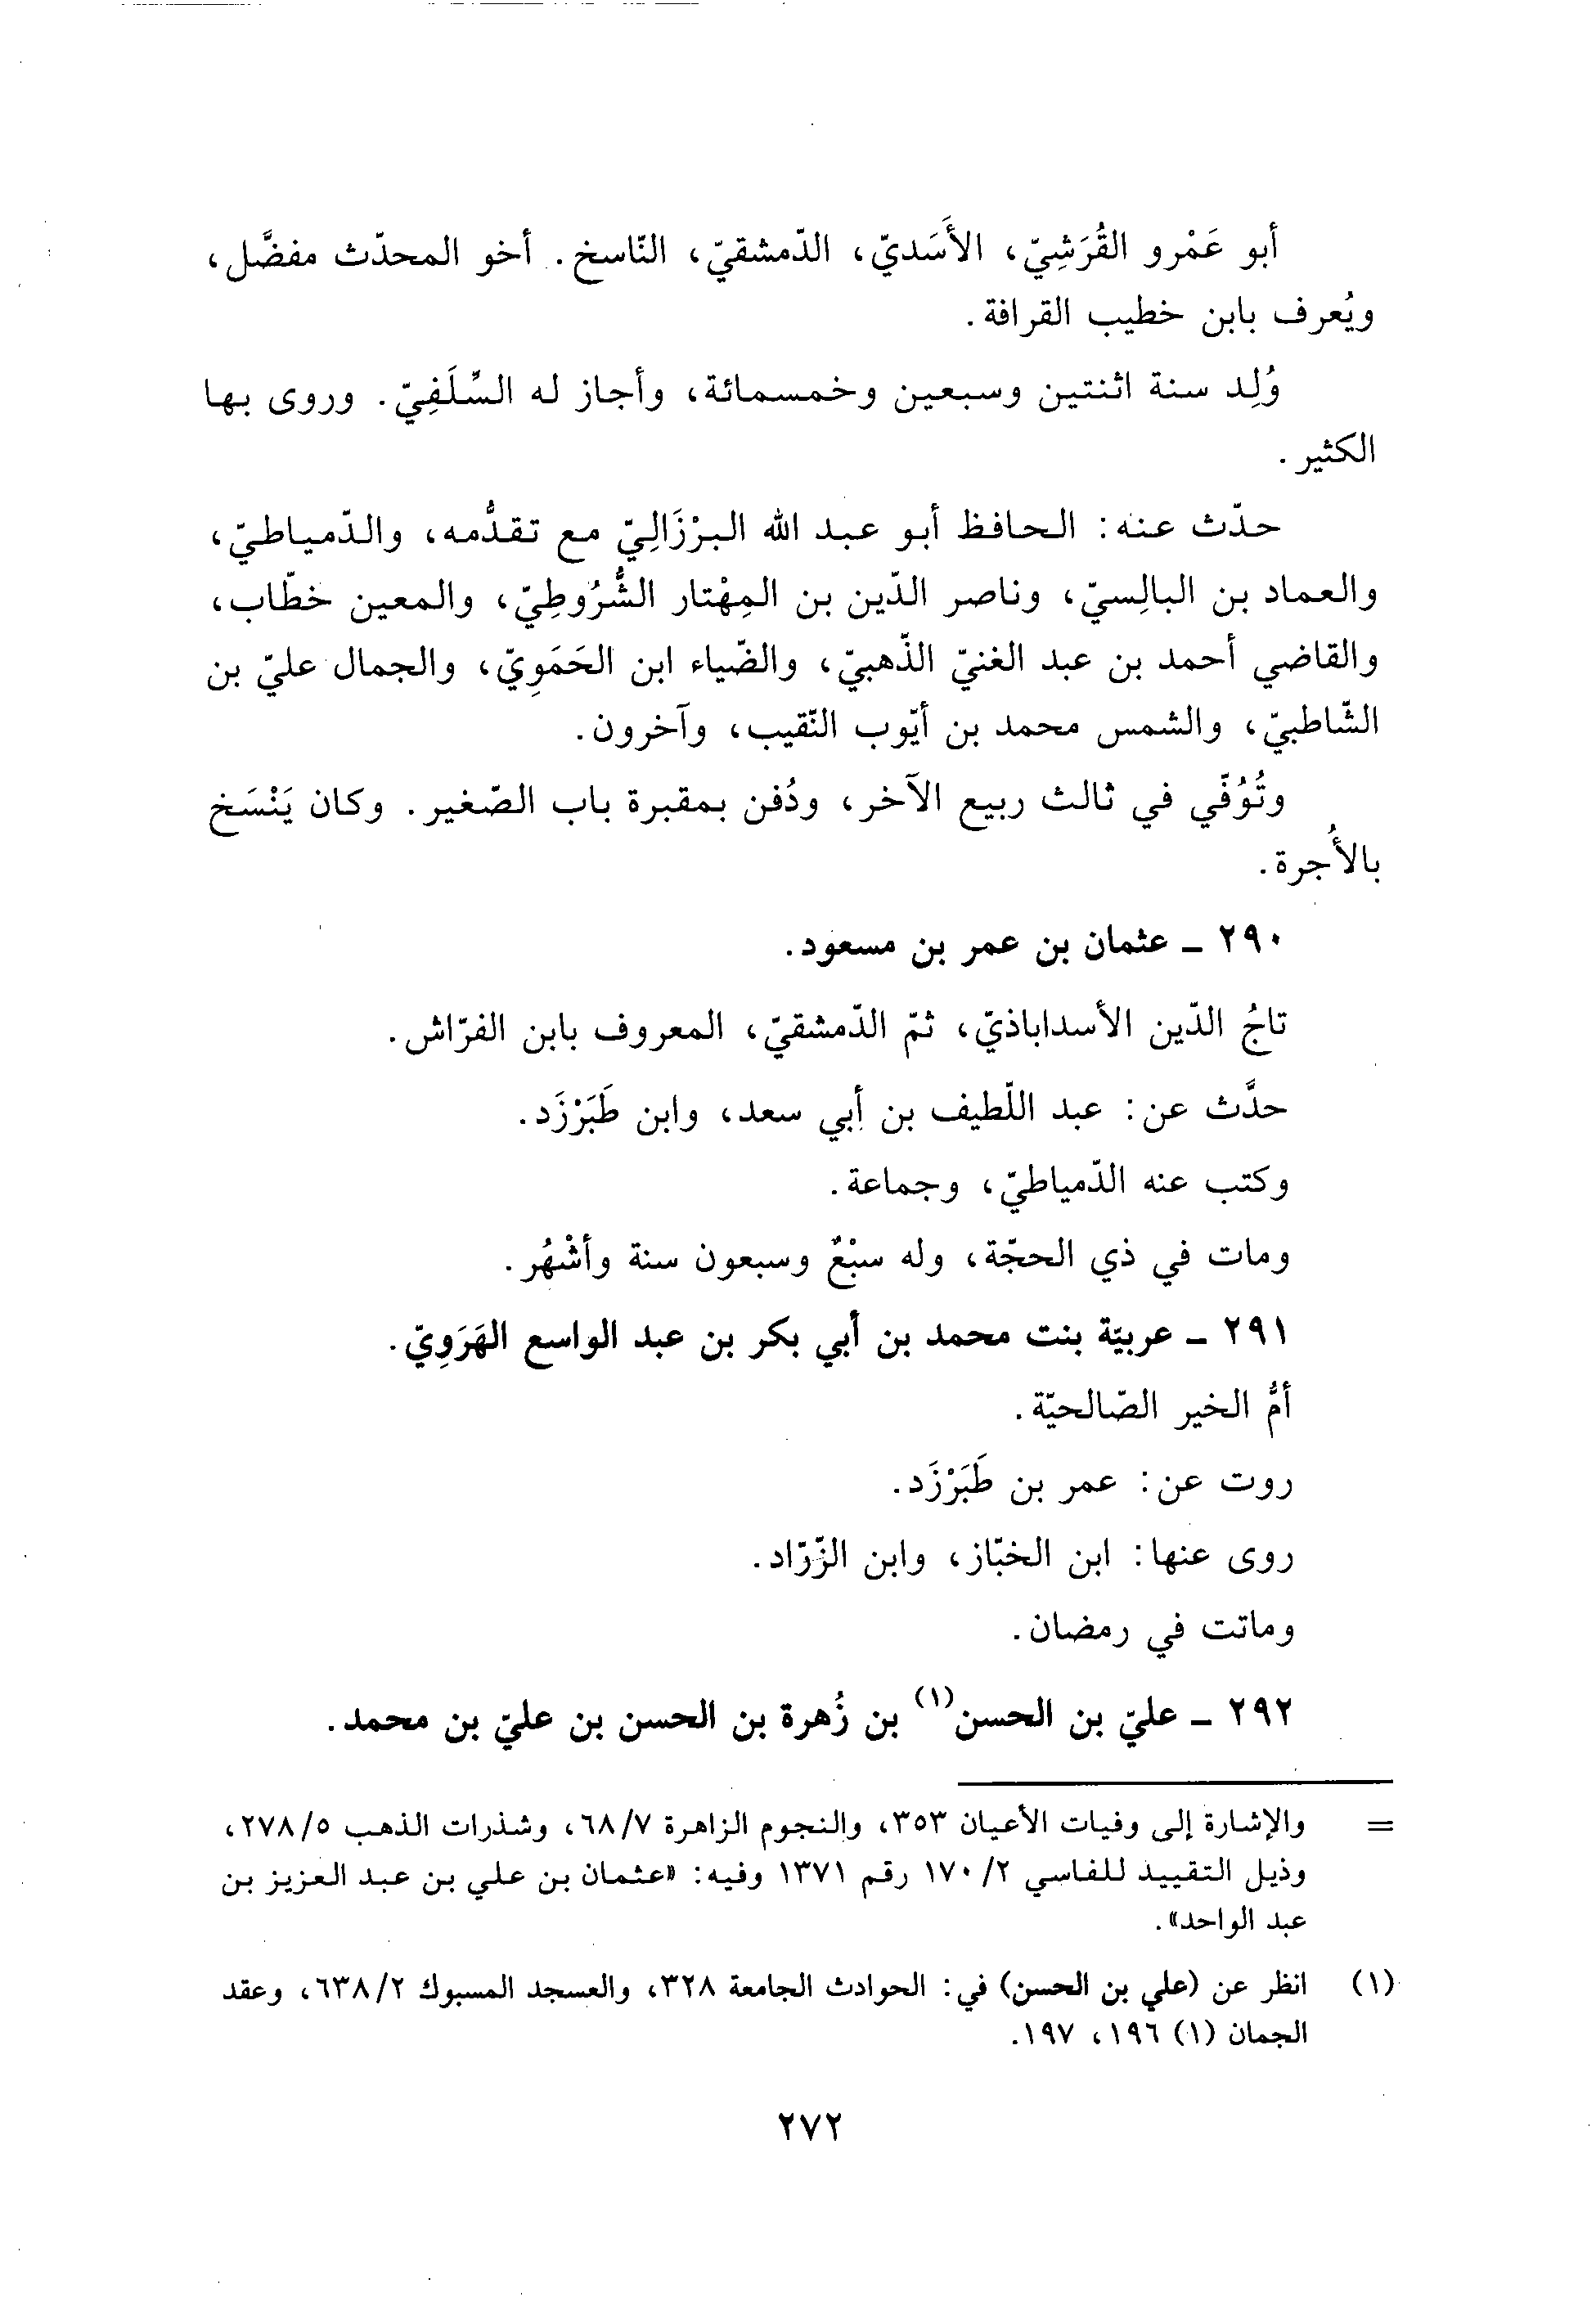 أبو عَمْرو القُرَشِيّ، الأَسَديّ، الدّمشقيّ، النّاسخ. أخو المحدّث مفضَّل،
ويُعرف بابن خطيب القرافة.
وُلِد سنة اثنتين وسبعين وخمسمائة، وأجاز له السِّلَفِيّ. وروى بها
الكثير.
حدّث عنه: الحافظ أبو عبد الله البرْزَالِيّ مع تقدُّمه، والدّمياطيّ،
والعماد بن البالِسيّ، وناصر الدّين بن المِهْتار الشُّرُوطِيّ، والمعين خطّاب،
والقاضي أحمد بن عبد الغنيّ الذّهبيّ، والضّياء ابن الحَمَوِيّ، والجمال عليّ بن
الشّاطبيّ، والشمس محمد بن أيّوب النّقيب، وآخرون.
وتُوُفّي في ثالث ربيع الآخر، ودُفن بمقبرة باب الصّغير. وكان يَنْسَخ
بالأُجرة.
٢٩٠ ـ عثمان بن عمر بن مسعود.
تاجُ الدّين الأسداباذيّ، ثمّ الدّمشقيّ، المعروف بابن الفرّاش.
حدَّث عن: عبد اللّطيف بن أبي سعد، وابن طَبَرْزَد.
وكتب عنه الدّمياطيّ، وجماعة.
ومات في ذي الحجّة، وله سبْعٌ وسبعون سنة وأشْهُر.
٢٩١ ـ عربيّة بنت محمد بن أبي بكر بن عبد الواسع الهَرَوِيّ.
أمُّ الخير الصّالحيّة.
روت عن: عمر بن طَبَرْزَد.
روى عنها: ابن الخبّاز، وابن الزّرّاد.
وماتت في رمضان.
٢٩٢ ـ عليّ بن الحسن(١) بن زُهرة بن الحسن بن عليّ بن محمد.
= والإشارة إلى وفيات الأعيان ٣٥٣، والنجوم الزاهرة ٦٨/٧، وشذرات الذهب ٢٧٨/٥،
وذيل التقييد للفاسي ١٧٠/٢ رقم ١٣٧١ وفيه: «عثمان بن علي بن عبد العزيز بن
عبد الواحد».
(١) انظر عن (علي بن الحسن) في: الحوادث الجامعة ٣٢٨، والعسجد المسبوك ٦٣٨/٢، وعقد
الجمان (١) ١٩٦، ١٩٧.
٢٧٢